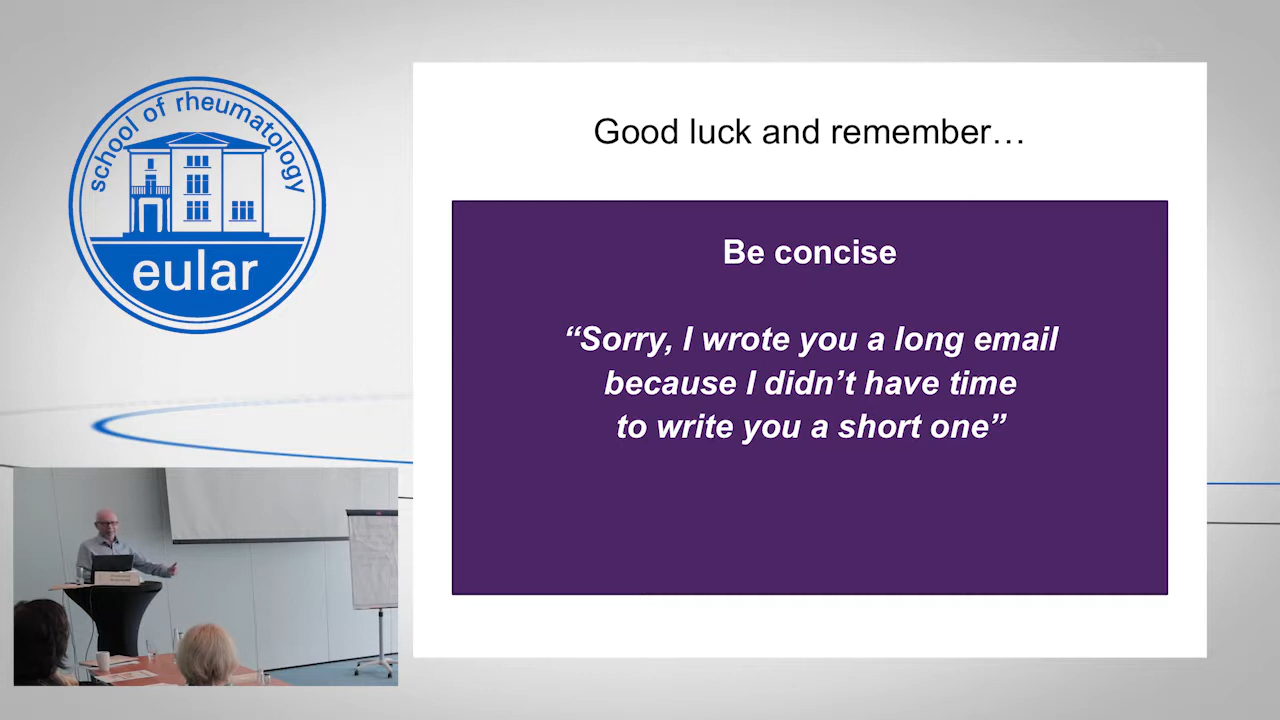 school of rheumatology
eular
Good luck and remember…
Be concise
“Sorry, I wrote you a long email
because I didn’t have time
to write you a short one”